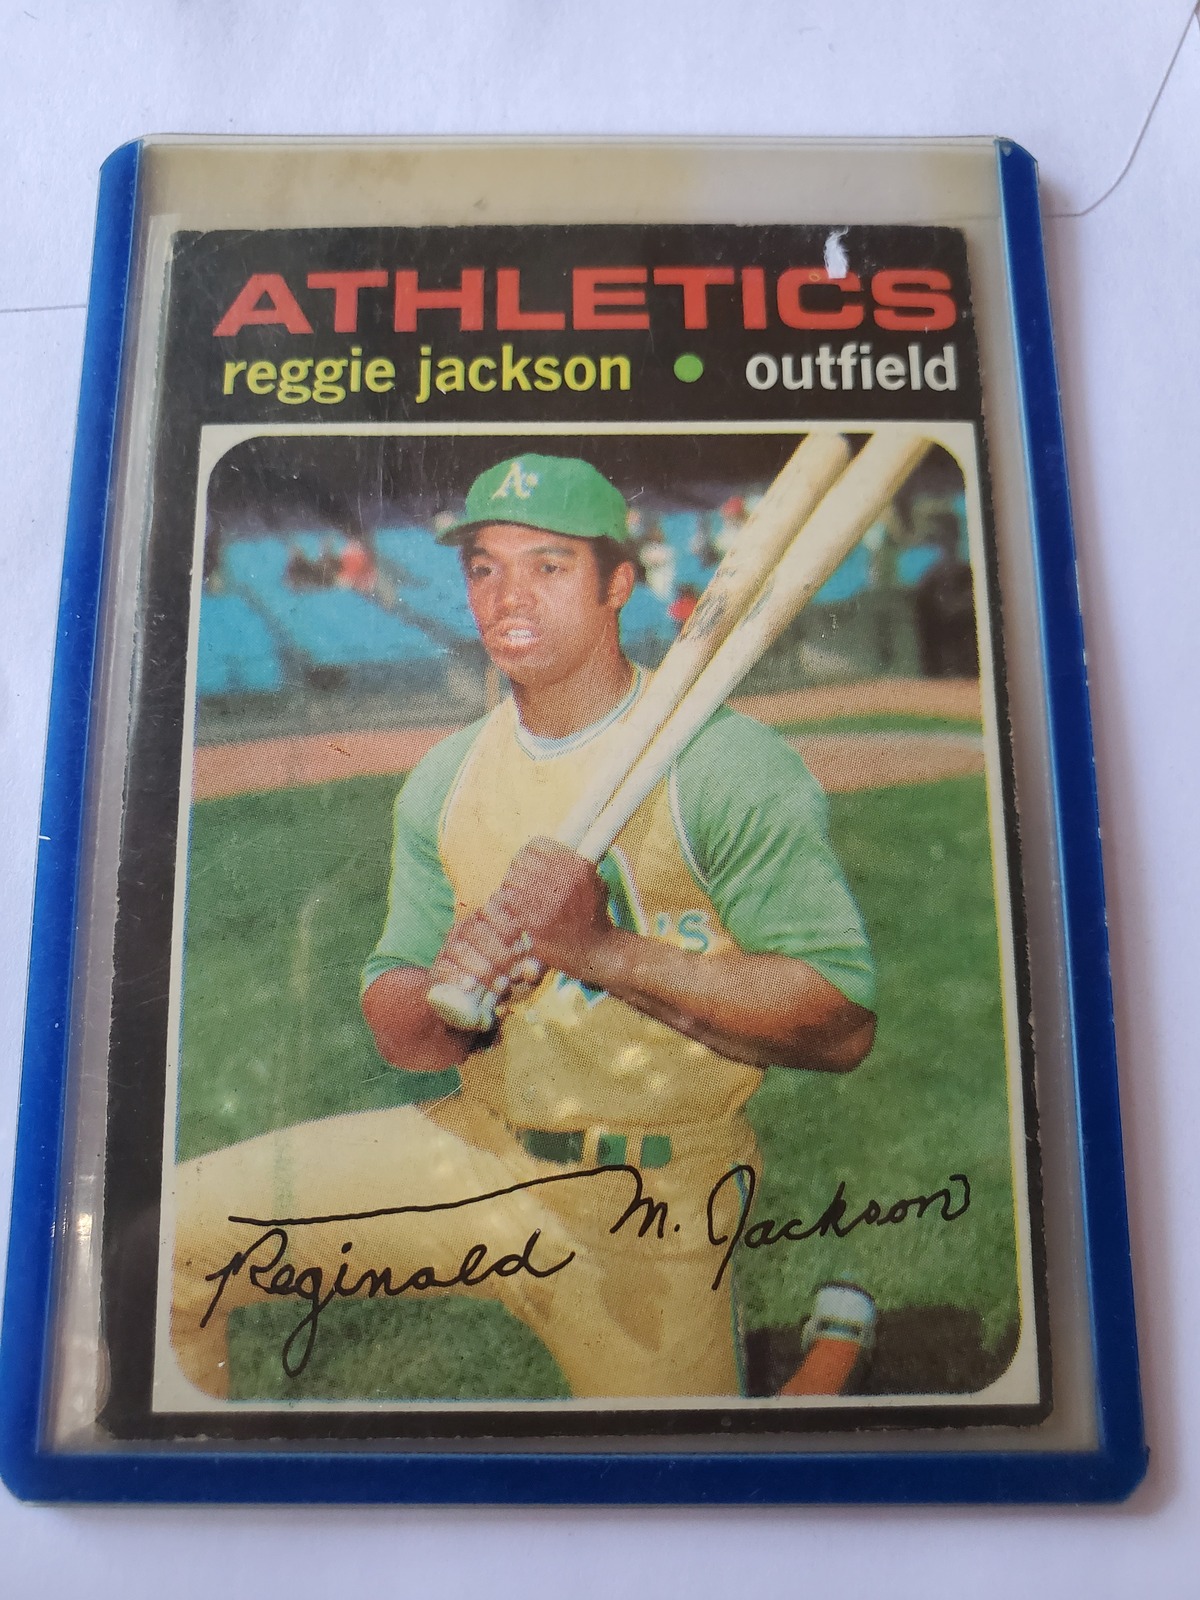 ATHLETICS
reggie jackson • outfield
A's
'S
Reginald M. Jackson